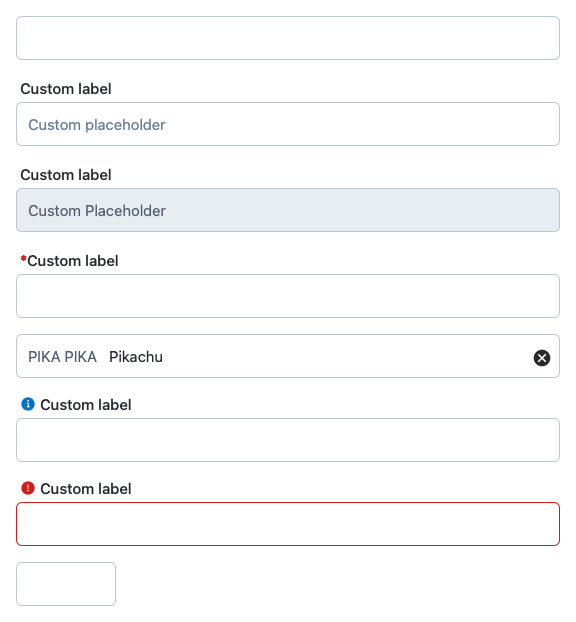 Custom label
Custom placeholder
Custom label
Custom Placeholder
*Custom label
PIKA PIKA Pikachu
Custom label
Custom label